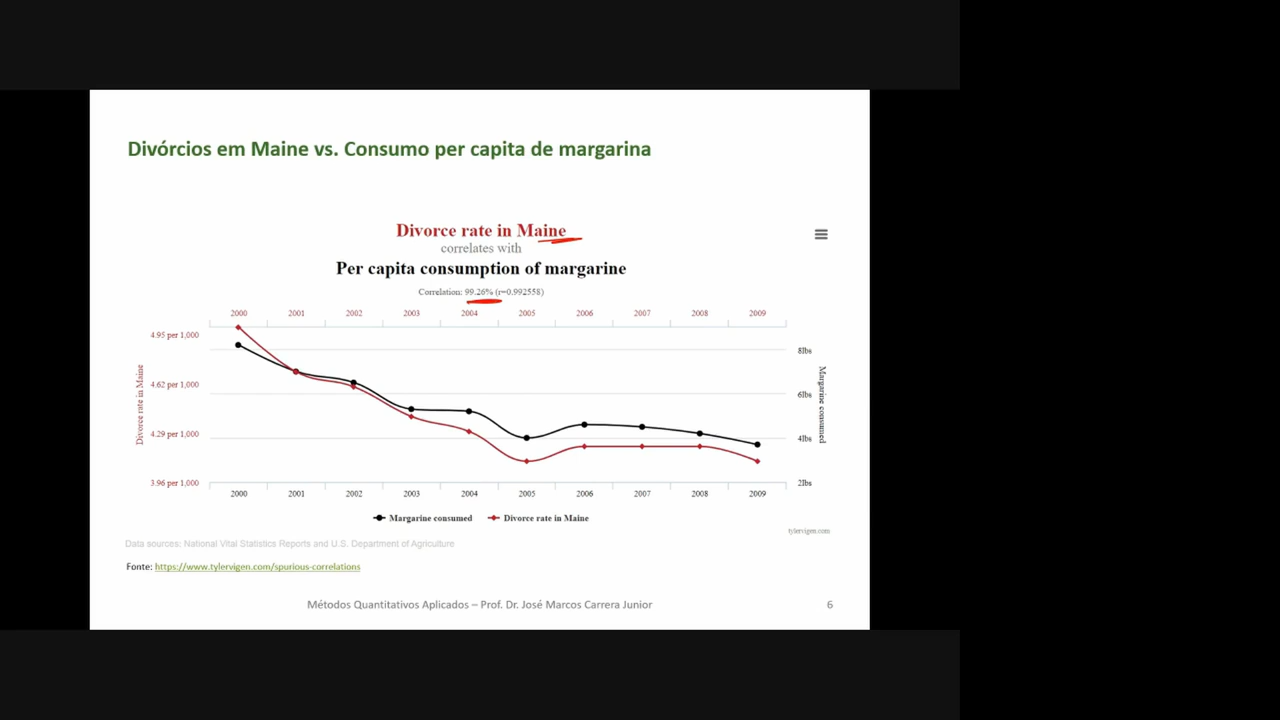 Divórcios em Maine vs. Consumo per capita de margarina
Divorce rate in Maine
correlates with
Per capita consumption of margarine
Correlation: 99.26% (r=0.992558)
2000 2001 2002 2003 2004 2005 2006 2007 2008 2009
4.95 per 1,000
4.62 per 1,000
4.29 per 1,000
3.96 per 1,000
Divorce rate in Maine
8lbs
6lbs
4lbs
2lbs
Margarine consumed
2000 2001 2002 2003 2004 2005 2006 2007 2008 2009
Margarine consumed Divorce rate in Maine
tylervigen.com
Data sources: National Vital Statistics Reports and U.S. Department of Agriculture
Fonte: https://www.tylervigen.com/spurious-correlations
Métodos Quantitativos Aplicados – Prof. Dr. José Marcos Carrera Junior 6